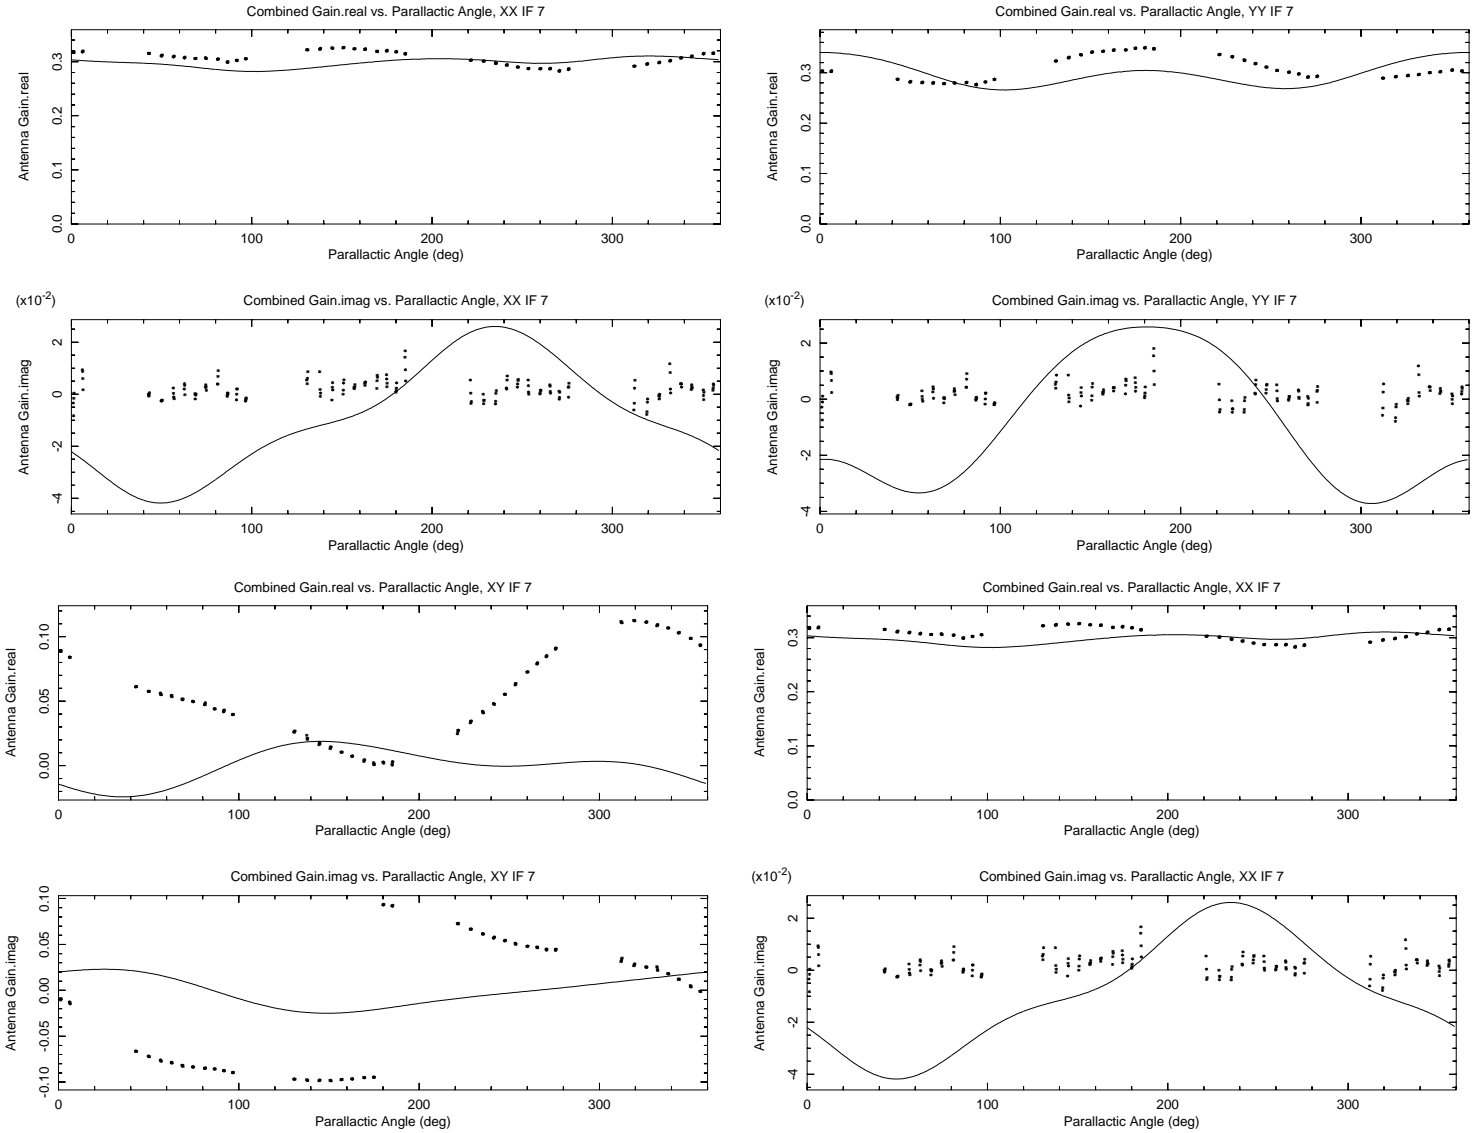 Combined Gain.real vs. Parallactic Angle, XX IF 7
Antenna Gain.real
0.0
0.1
0.2
0.3
0 100 200 300
Parallactic Angle (deg)
Combined Gain.real vs. Parallactic Angle, YY IF 7
Antenna Gain.real
0.0
0.1
0.2
0.3
0 100 200 300
Parallactic Angle (deg)
(x10-2)
Combined Gain.imag vs. Parallactic Angle, XX IF 7
Antenna Gain.imag
-4
-2
0
2
0 100 200 300
Parallactic Angle (deg)
(x10-2)
Combined Gain.imag vs. Parallactic Angle, YY IF 7
Antenna Gain.imag
-4
-2
0
2
0 100 200 300
Parallactic Angle (deg)
Combined Gain.real vs. Parallactic Angle, XY IF 7
Antenna Gain.real
0.00
0.05
0.10
0 100 200 300
Parallactic Angle (deg)
Combined Gain.real vs. Parallactic Angle, XX IF 7
Antenna Gain.real
0.0
0.1
0.2
0.3
0 100 200 300
Parallactic Angle (deg)
Combined Gain.imag vs. Parallactic Angle, XY IF 7
Antenna Gain.imag
-0.10
-0.05
0.00
0.05
0.10
0 100 200 300
Parallactic Angle (deg)
(x10-2)
Combined Gain.imag vs. Parallactic Angle, XX IF 7
Antenna Gain.imag
-4
-2
0
2
0 100 200 300
Parallactic Angle (deg)